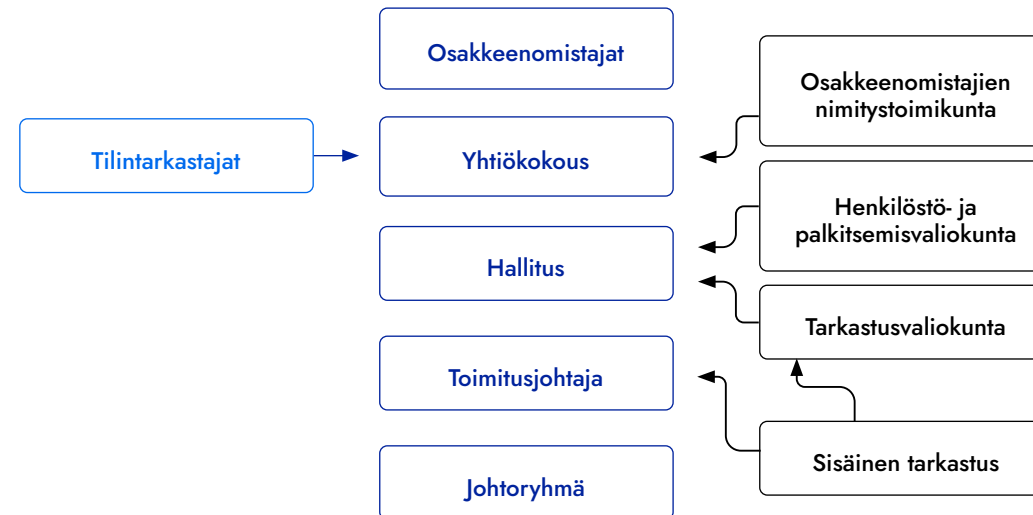 Osakkeenomistajat
Osakkeenomistajien
nimitystoimikunta
Tilintarkastajat
Yhtiökokous
Henkilöstö- ja
palkitsemisvaliokunta
Hallitus
Tarkastusvaliokunta
Toimitusjohtaja
Sisäinen tarkastus
Johtoryhmä